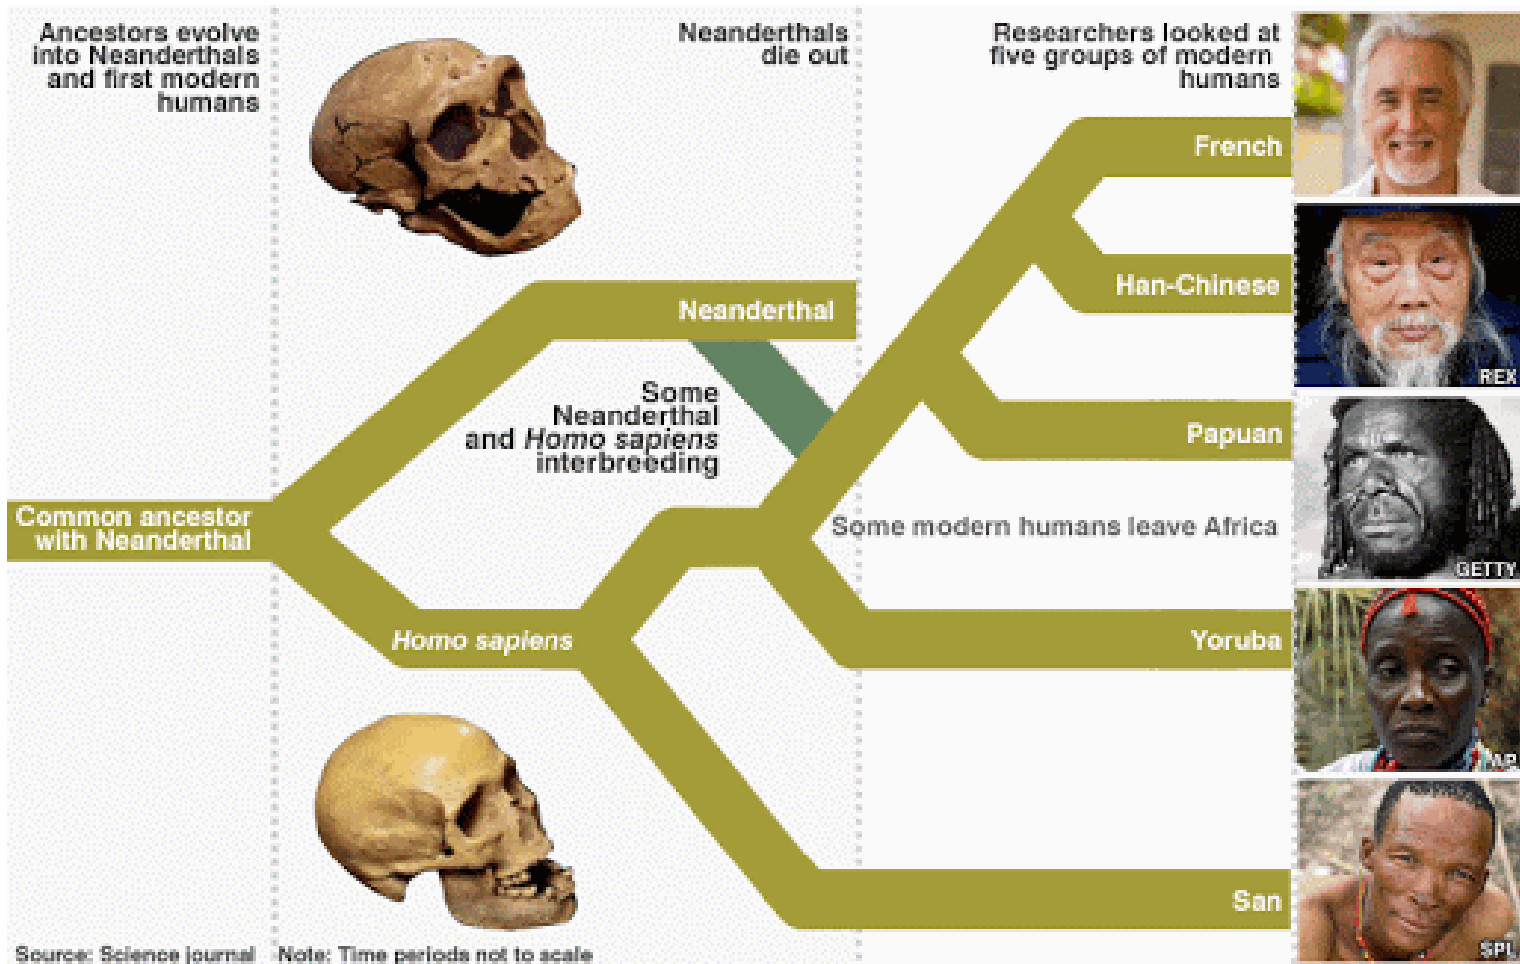 Ancestors evolve
into Neanderthals
and first modern
humans
Neanderthals
die out
Researchers looked at
five groups of modern
humans
French
Han-Chinese
REX
Neanderthal
Some
Neanderthal
and Homo sapiens
interbreeding
Papuan
Common ancestor
with Neanderthal
Some modern humans leave Africa
GETTY
Homo sapiens
Yoruba
AP
San
SPL
Source: Science journal
Note: Time periods not to scale